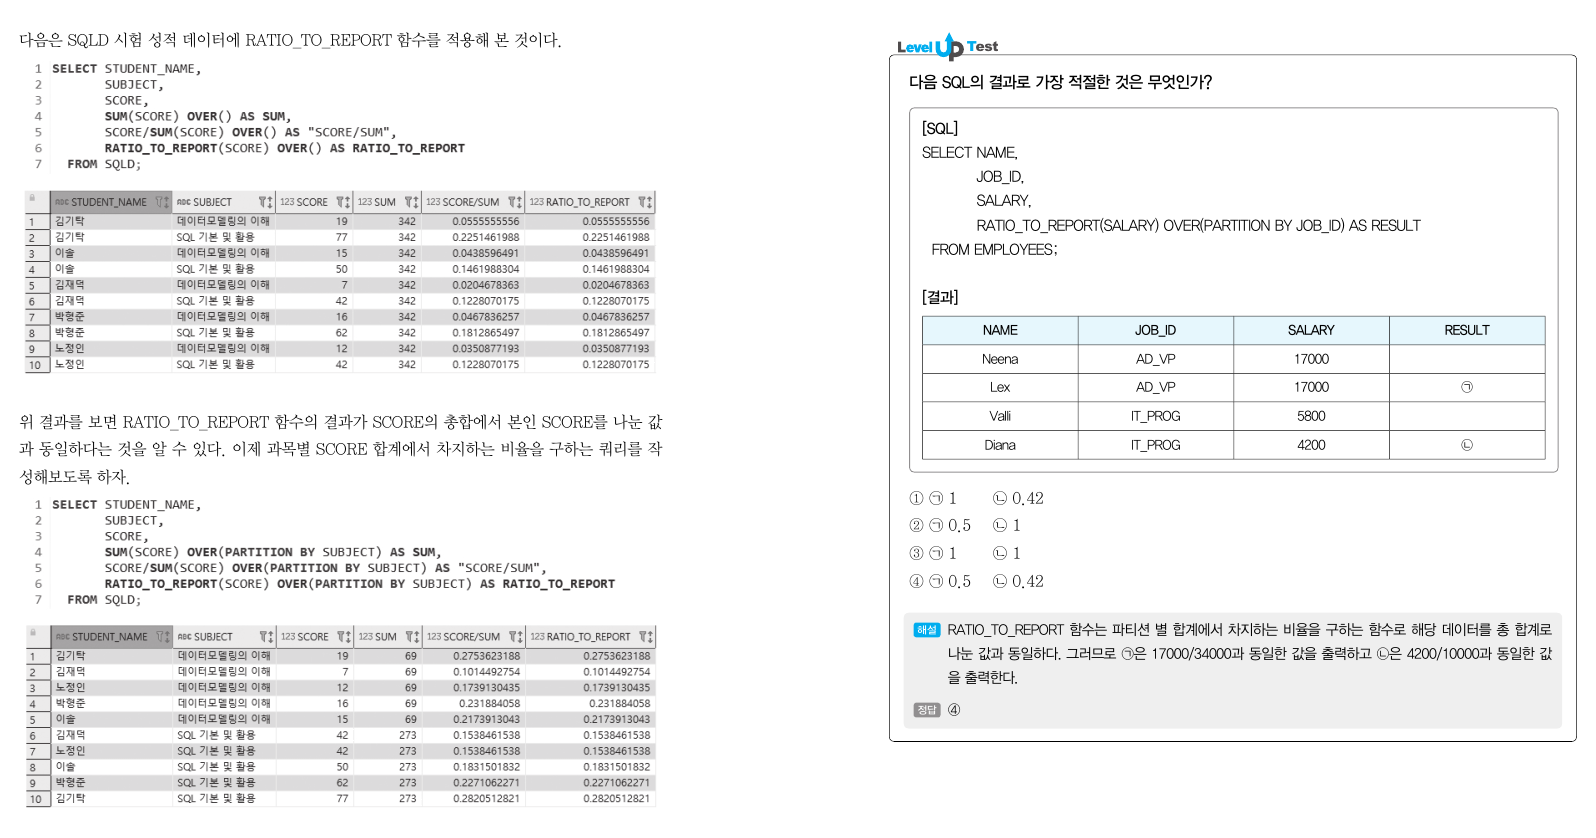 다음은 SQLD 시험 성적 데이터에 RATIO_TO_REPORT 함수를 적용해 본 것이다.
1 SELECT STUDENT_NAME,
2 SUBJECT,
3 SCORE,
4 SUM(SCORE) OVER() AS SUM,
5 SCORE/SUM(SCORE) OVER() AS "SCORE/SUM",
6 RATIO_TO_REPORT(SCORE) OVER() AS RATIO_TO_REPORT
7 FROM SQLD;
ABC STUDENT_NAME ABC SUBJECT 123 SCORE 123 SUM 123 SCORE/SUM 123 RATIO_TO_REPORT
1 김기탁 데이터모델링의 이해 19 342 0.0555555556 0.0555555556
2 김기탁 SQL 기본 및 활용 77 342 0.2251461988 0.2251461988
3 이솔 데이터모델링의 이해 15 342 0.0438596491 0.0438596491
4 이솔 SQL 기본 및 활용 50 342 0.1461988304 0.1461988304
5 김재덕 데이터모델링의 이해 7 342 0.0204678363 0.0204678363
6 김재덕 SQL 기본 및 활용 42 342 0.1228070175 0.1228070175
7 박형준 데이터모델링의 이해 16 342 0.0467836257 0.0467836257
8 박형준 SQL 기본 및 활용 62 342 0.1812865497 0.1812865497
9 노정인 데이터모델링의 이해 12 342 0.0350877193 0.0350877193
10 노정인 SQL 기본 및 활용 42 342 0.1228070175 0.1228070175
위 결과를 보면 RATIO_TO_REPORT 함수의 결과가 SCORE의 총합에서 본인 SCORE를 나눈 값
과 동일하다는 것을 알 수 있다. 이제 과목별 SCORE 합계에서 차지하는 비율을 구하는 쿼리를 작
성해보도록 하자.
1 SELECT STUDENT_NAME,
2 SUBJECT,
3 SCORE,
4 SUM(SCORE) OVER(PARTITION BY SUBJECT) AS SUM,
5 SCORE/SUM(SCORE) OVER(PARTITION BY SUBJECT) AS "SCORE/SUM",
6 RATIO_TO_REPORT(SCORE) OVER(PARTITION BY SUBJECT) AS RATIO_TO_REPORT
7 FROM SQLD;
ABC STUDENT_NAME ABC SUBJECT 123 SCORE 123 SUM 123 SCORE/SUM 123 RATIO_TO_REPORT
1 김기탁 데이터모델링의 이해 19 69 0.2753623188 0.2753623188
2 김재덕 데이터모델링의 이해 7 69 0.1014492754 0.1014492754
3 노정인 데이터모델링의 이해 12 69 0.1739130435 0.1739130435
4 박형준 데이터모델링의 이해 16 69 0.231884058 0.231884058
5 이솔 데이터모델링의 이해 15 69 0.2173913043 0.2173913043
6 김재덕 SQL 기본 및 활용 42 273 0.1538461538 0.1538461538
7 노정인 SQL 기본 및 활용 42 273 0.1538461538 0.1538461538
8 이솔 SQL 기본 및 활용 50 273 0.1831501832 0.1831501832
9 박형준 SQL 기본 및 활용 62 273 0.2271062271 0.2271062271
10 김기탁 SQL 기본 및 활용 77 273 0.2820512821 0.2820512821
Level Up Test
다음 SQL의 결과로 가장 적절한 것은 무엇인가?
[SQL]
SELECT NAME,
JOB_ID,
SALARY,
RATIO_TO_REPORT(SALARY) OVER(PARTITION BY JOB_ID) AS RESULT
FROM EMPLOYEES;
[결과]
NAME JOB_ID SALARY RESULT
Neena AD_VP 17000
Lex AD_VP 17000 ㉠
Valli IT_PROG 5800
Diana IT_PROG 4200 ㉡
① ㉠ 1 ㉡ 0.42
② ㉠ 0.5 ㉡ 1
③ ㉠ 1 ㉡ 1
④ ㉠ 0.5 ㉡ 0.42
해설 RATIO_TO_REPORT 함수는 파티션 별 합계에서 차지하는 비율을 구하는 함수로 해당 데이터를 총 합계로
나눈 값과 동일하다. 그러므로 ㉠은 17000/34000과 동일한 값을 출력하고 ㉡은 4200/10000과 동일한 값
을 출력한다.
정답 ④